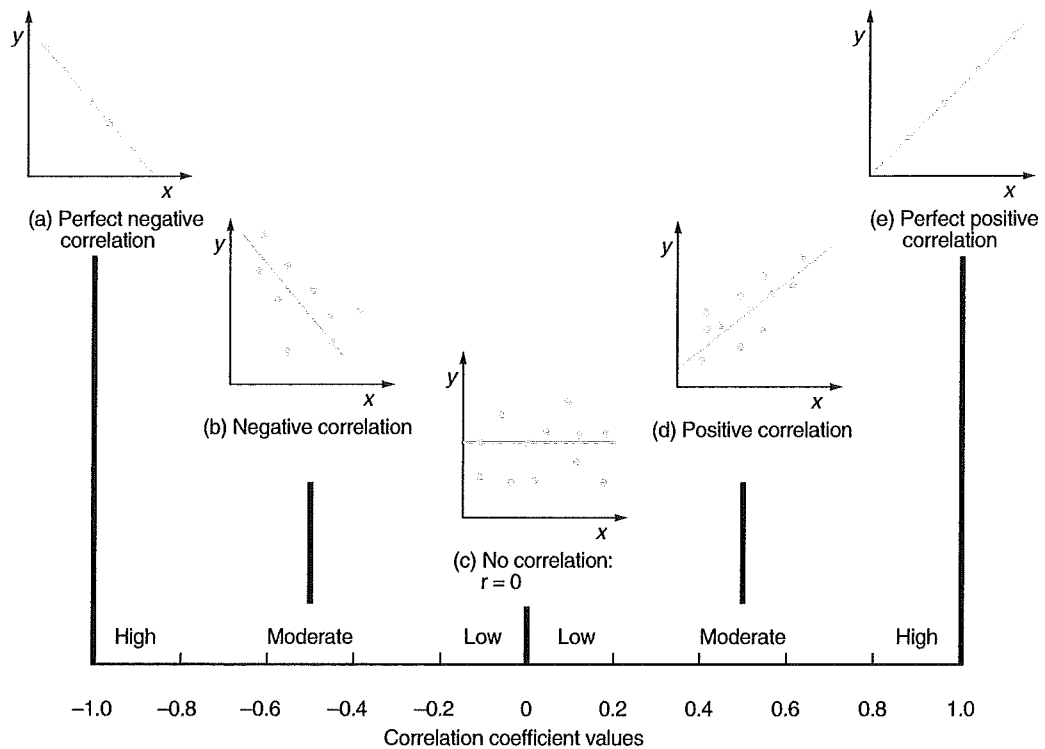 y
x
(a) Perfect negative
correlation
y
x
(b) Negative correlation
y
x
(c) No correlation:
r = 0
y
x
(d) Positive correlation
y
x
(e) Perfect positive
correlation
High Moderate Low Low Moderate High
–1.0 –0.8 –0.6 –0.4 –0.2 0 0.2 0.4 0.6 0.8 1.0
Correlation coefficient values